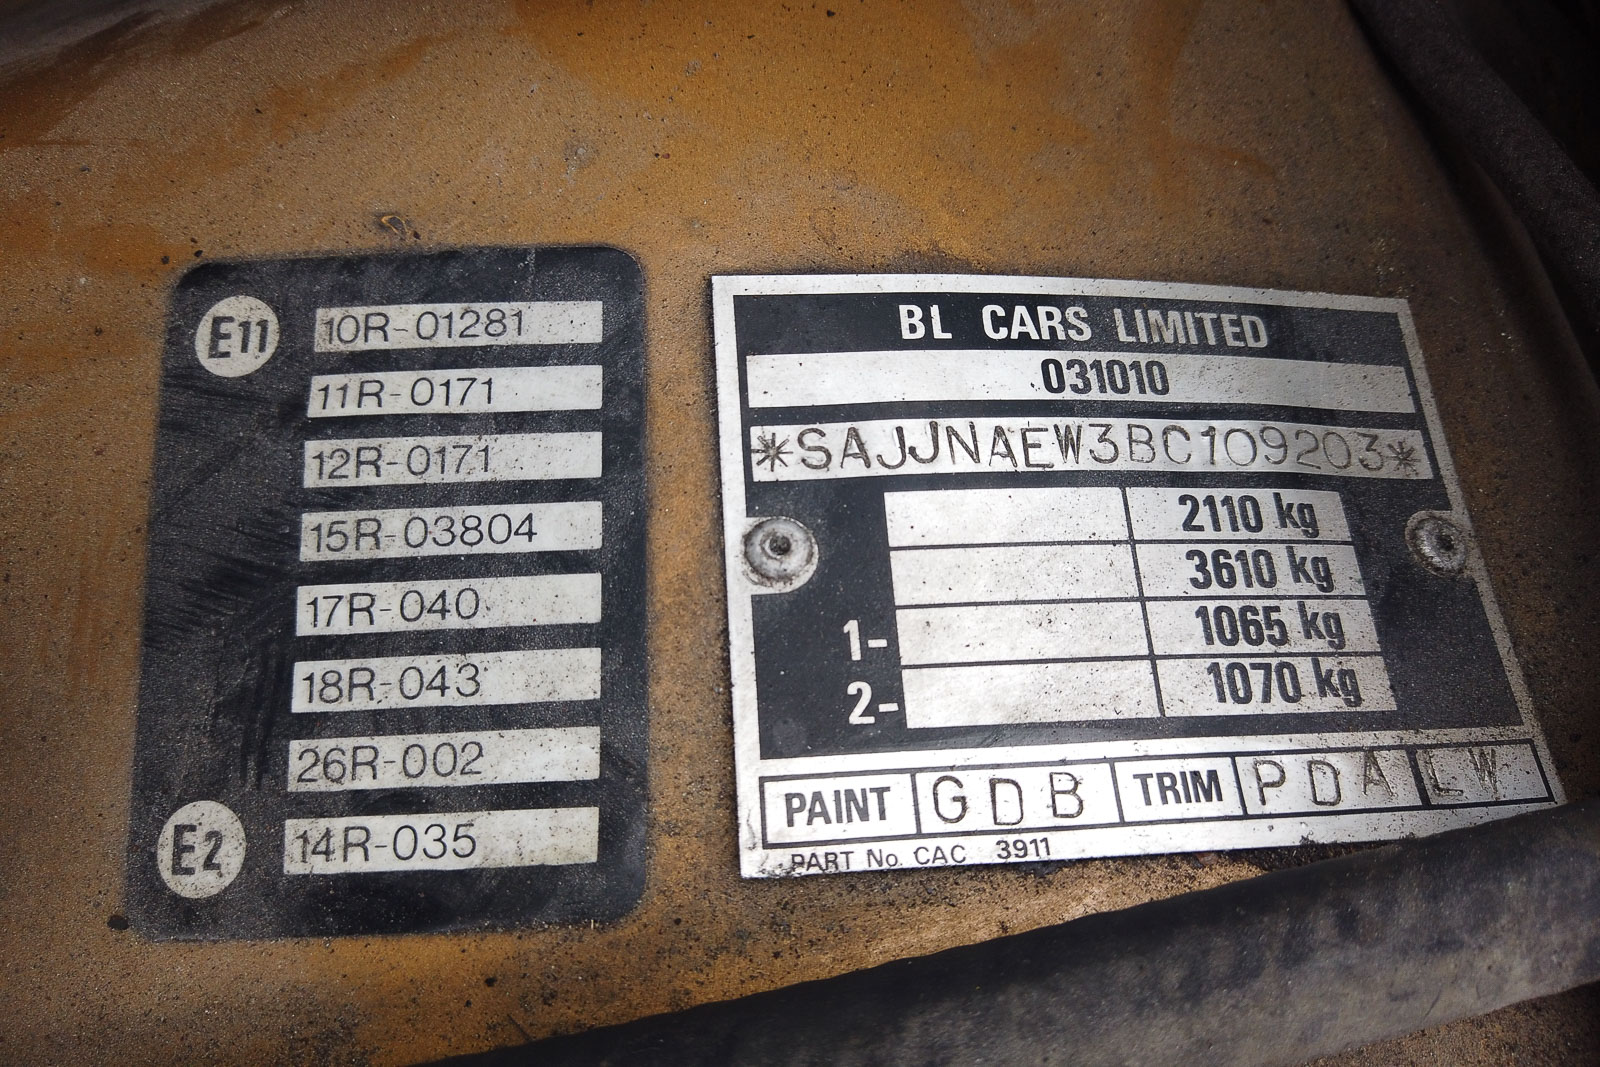 E11
10R-01281
11R-0171
12R-0171
15R-03804
17R-040
18R-043
26R-002
E2
14R-035
BL CARS LIMITED
031010
*SAJJNAEW3BC109203*
2110 kg
3610 kg
1- 1065 kg
2- 1070 kg
PAINT GDB TRIM PDA LW
PART No. CAC 3911